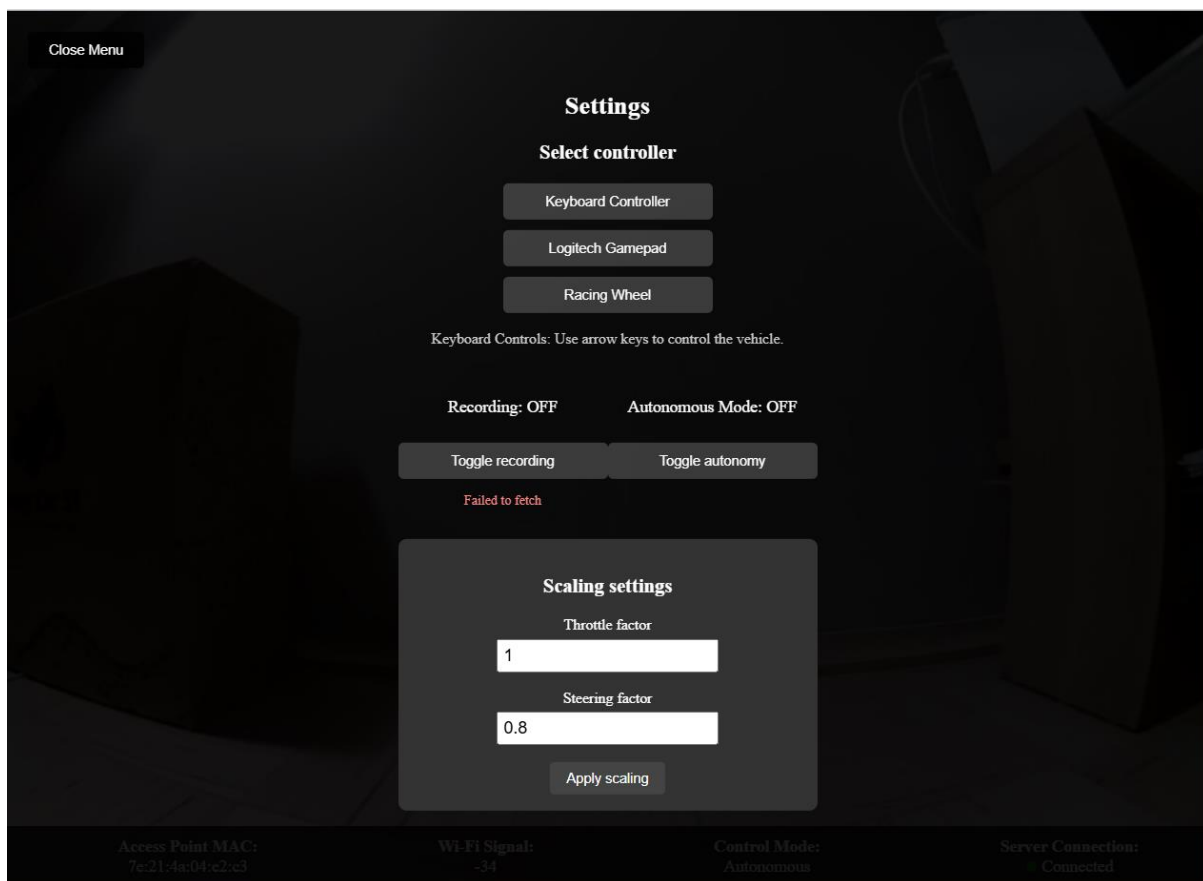 Close Menu
Settings
Select controller
Keyboard Controller
Logitech Gamepad
Racing Wheel
Keyboard Controls: Use arrow keys to control the vehicle.
Recording: OFF
Autonomous Mode: OFF
Toggle recording
Toggle autonomy
Failed to fetch
Scaling settings
Throttle factor
1
Steering factor
0.8
Apply scaling
Access Point MAC:
7e:21:4a:04:e2:e3
Wi-Fi Signal:
-34
Control Mode:
Autonomous
Server Connection:
Connected